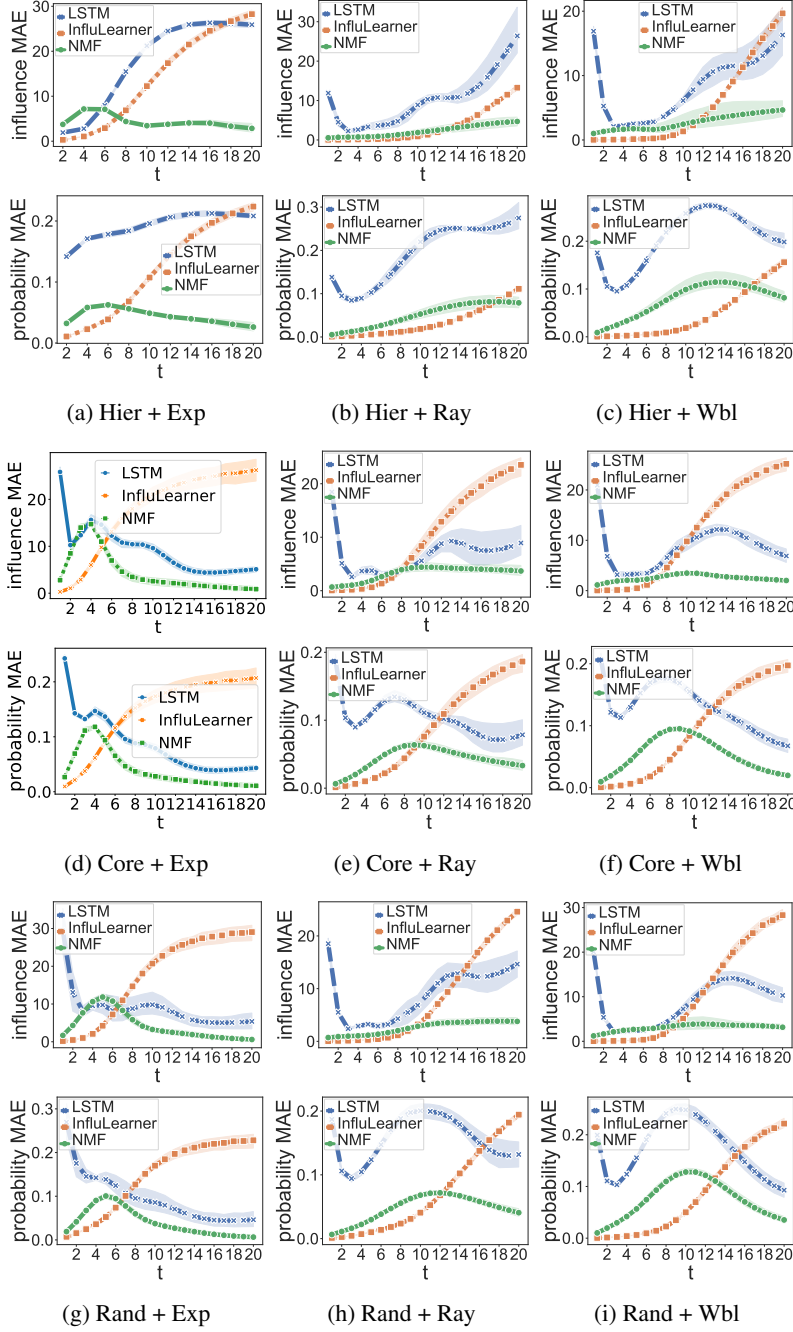 influence MAE
30
20
10
0
LSTM
InfluLearner
NMF
2 4 6 8 10 12 14 16 18 20
t
influence MAE
30
20
10
0
LSTM
InfluLearner
NMF
2 4 6 8 10 12 14 16 18 20
t
influence MAE
20
10
0
LSTM
InfluLearner
NMF
2 4 6 8 10 12 14 16 18 20
t
probability MAE
0.2
0.1
0.0
LSTM
InfluLearner
NMF
2 4 6 8 10 12 14 16 18 20
t
probability MAE
0.3
0.2
0.1
0.0
LSTM
InfluLearner
NMF
2 4 6 8 10 12 14 16 18 20
t
probability MAE
0.2
0.1
0.0
LSTM
InfluLearner
NMF
2 4 6 8 10 12 14 16 18 20
t
(a) Hier + Exp
(b) Hier + Ray
(c) Hier + Wbl
influence MAE
20
10
0
LSTM
InfluLearner
NMF
2 4 6 8 10 12 14 16 18 20
t
influence MAE
25
20
15
10
5
0
LSTM
InfluLearner
NMF
2 4 6 8 10 12 14 16 18 20
t
influence MAE
20
10
0
LSTM
InfluLearner
NMF
2 4 6 8 10 12 14 16 18 20
t
probability MAE
0.2
0.1
0.0
LSTM
InfluLearner
NMF
2 4 6 8 10 12 14 16 18 20
t
probability MAE
0.2
0.1
0.0
LSTM
InfluLearner
NMF
2 4 6 8 10 12 14 16 18 20
t
probability MAE
0.2
0.1
0.0
LSTM
InfluLearner
NMF
2 4 6 8 10 12 14 16 18 20
t
(d) Core + Exp
(e) Core + Ray
(f) Core + Wbl
influence MAE
30
20
10
0
LSTM
InfluLearner
NMF
2 4 6 8 10 12 14 16 18 20
t
influence MAE
20
10
0
LSTM
InfluLearner
NMF
2 4 6 8 10 12 14 16 18 20
t
influence MAE
30
20
10
0
LSTM
InfluLearner
NMF
2 4 6 8 10 12 14 16 18 20
t
probability MAE
0.3
0.2
0.1
0.0
LSTM
InfluLearner
NMF
2 4 6 8 10 12 14 16 18 20
t
probability MAE
0.2
0.1
0.0
LSTM
InfluLearner
NMF
2 4 6 8 10 12 14 16 18 20
t
probability MAE
0.2
0.1
0.0
LSTM
InfluLearner
NMF
2 4 6 8 10 12 14 16 18 20
t
(g) Rand + Exp
(h) Rand + Ray
(i) Rand + Wbl